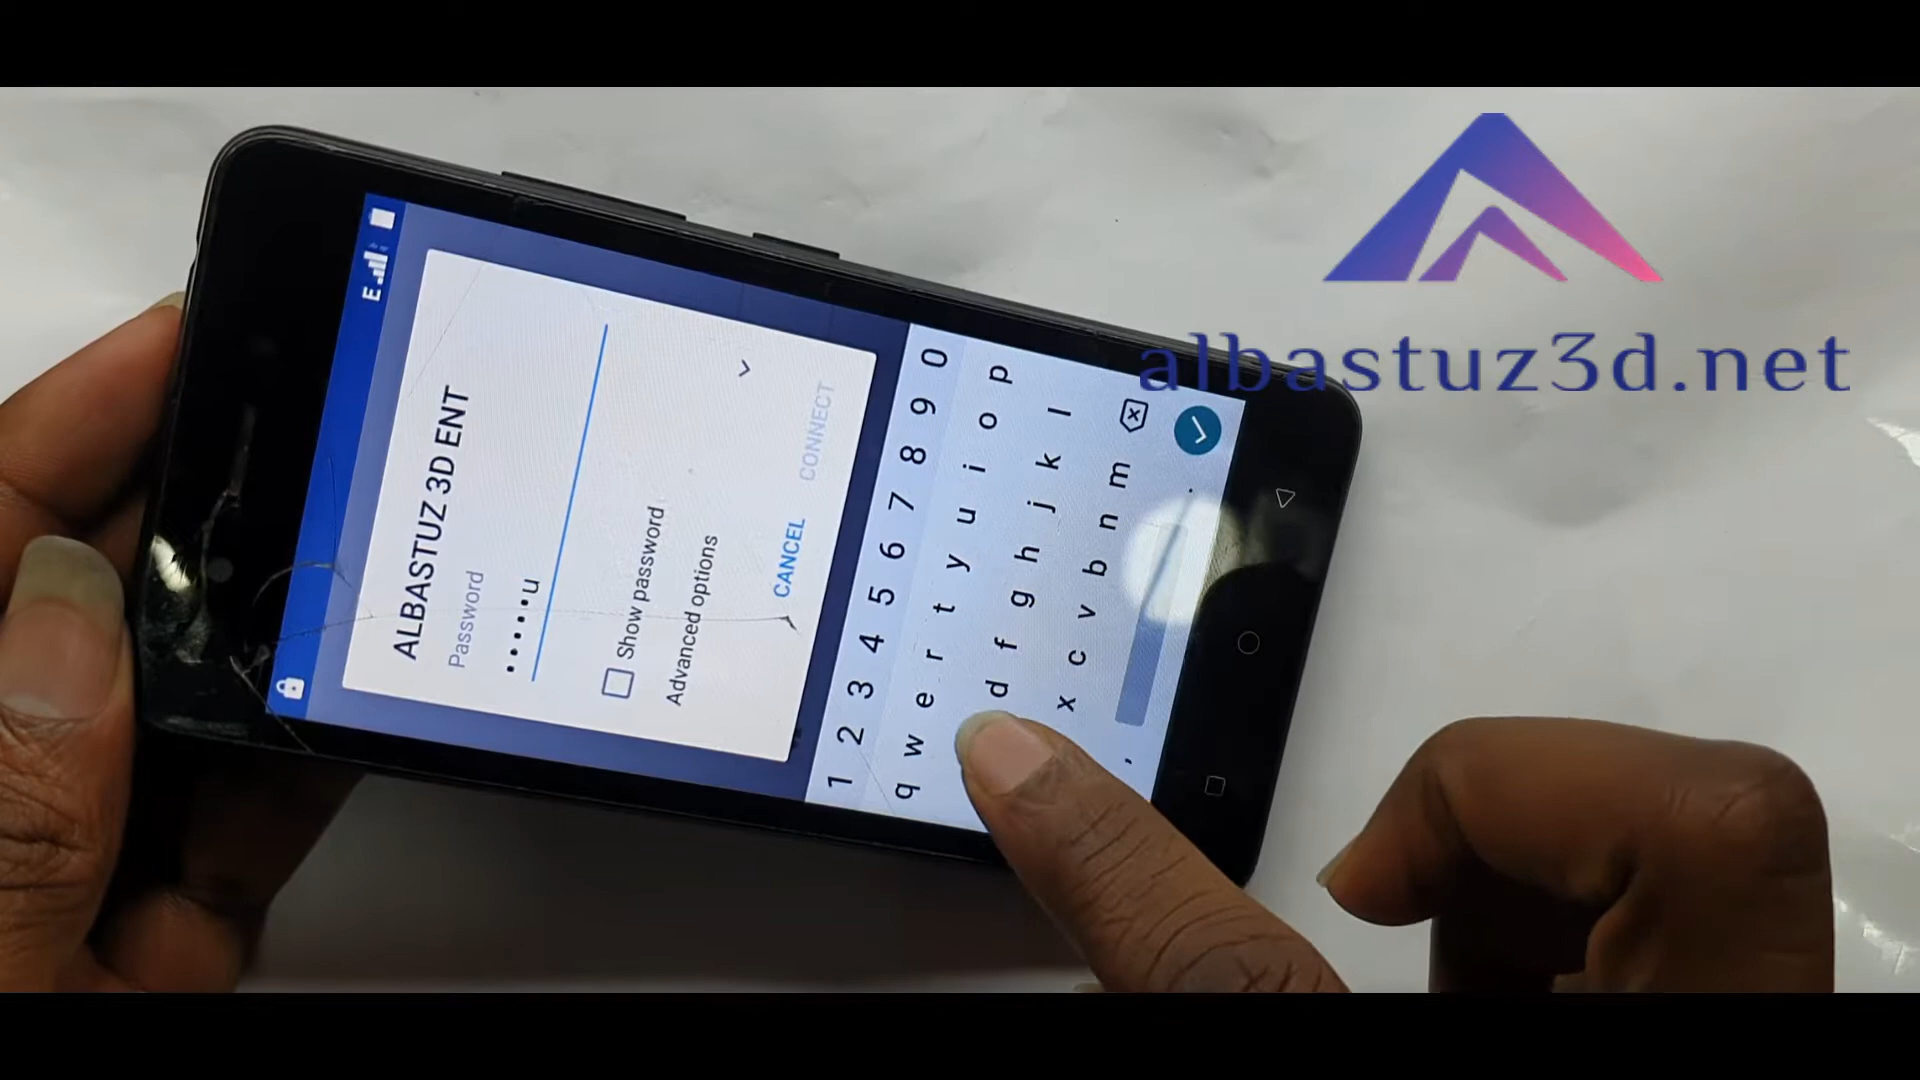 albastuz3d.net
E
ALBASTUZ 3D ENT
Password
•••••u
Show password
Advanced options
CANCEL CONNECT
1 2 3 4 5 6 7 8 9 0
q w e r t y u i o p
d f g h j k l
x c v b n m
, .